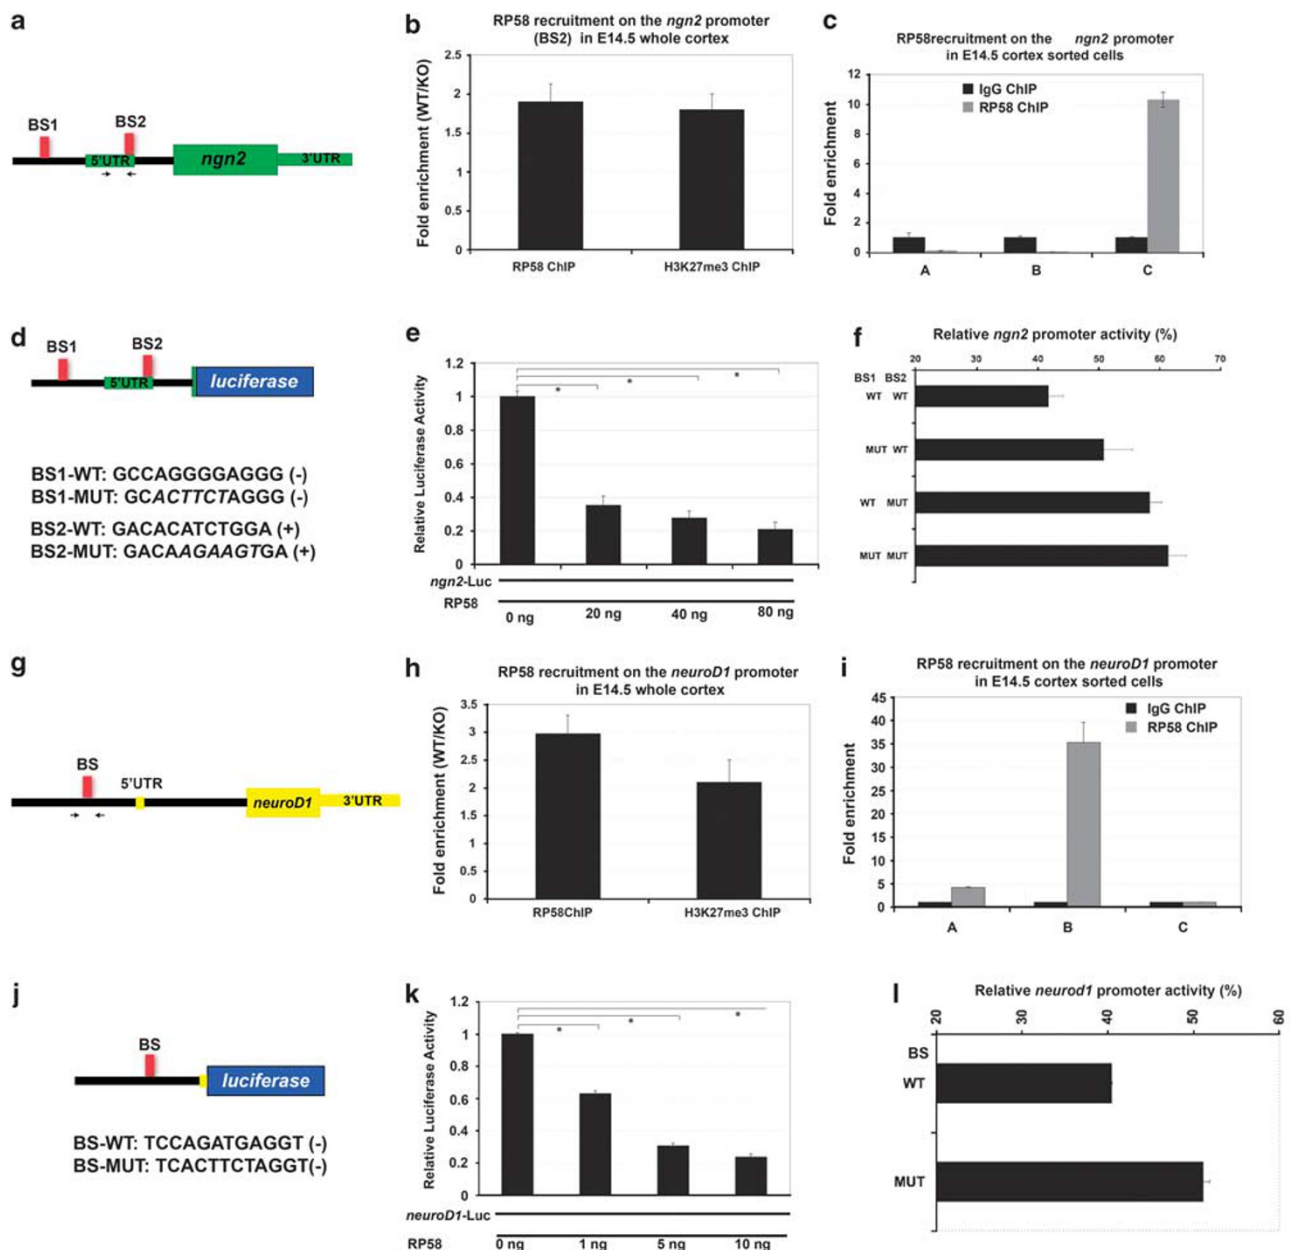 a
BS1
BS2
5'UTR
ngn2
3'UTR
b
RP58 recruitment on the ngn2 promoter
(BS2) in E14.5 whole cortex
Fold enrichment (WT/KO)
2.5
2
1.5
1
0.5
0
RP58 ChIP
H3K27me3 ChIP
c
RP58recruitment on the ngn2 promoter
in E14.5 cortex sorted cells
IgG ChIP
RP58 ChIP
Fold enrichment
12
10
8
6
4
2
0
A
B
C
d
BS1
BS2
5'UTR
luciferase
BS1-WT: GCCAGGGGAGGG (-)
BS1-MUT: GCACTTCTAGGG (-)
BS2-WT: GACACATCTGGA (+)
BS2-MUT: GACAAGAAGTGA (+)
e
Relative Luciferase Activity
1.2
1
0.8
0.6
0.4
0.2
0
*
*
*
ngn2-Luc
RP58
0 ng
20 ng
40 ng
80 ng
f
Relative ngn2 promoter activity (%)
20 30 40 50 60 70
BS1 BS2
WT WT
MUT WT
WT MUT
MUT MUT
g
BS
5'UTR
neuroD1
3'UTR
h
RP58 recruitment on the neuroD1 promoter
in E14.5 whole cortex
Fold enrichment (WT/KO)
3.5
3
2.5
2
1.5
1
0.5
0
RP58ChIP
H3K27me3 ChIP
i
RP58 recruitment on the neuroD1 promoter
in E14.5 cortex sorted cells
IgG ChIP
RP58 ChIP
Fold enrichment
45
40
35
30
25
20
15
10
5
0
A
B
C
j
BS
luciferase
BS-WT: TCCAGATGAGGT (-)
BS-MUT: TCACTTCTAGGT(-)
k
Relative Luciferase Activity
1.2
1
0.8
0.6
0.4
0.2
0
*
*
*
neuroD1-Luc
RP58
0 ng
1 ng
5 ng
10 ng
l
Relative neurod1 promoter activity (%)
20 30 40 50 60
BS
WT
MUT